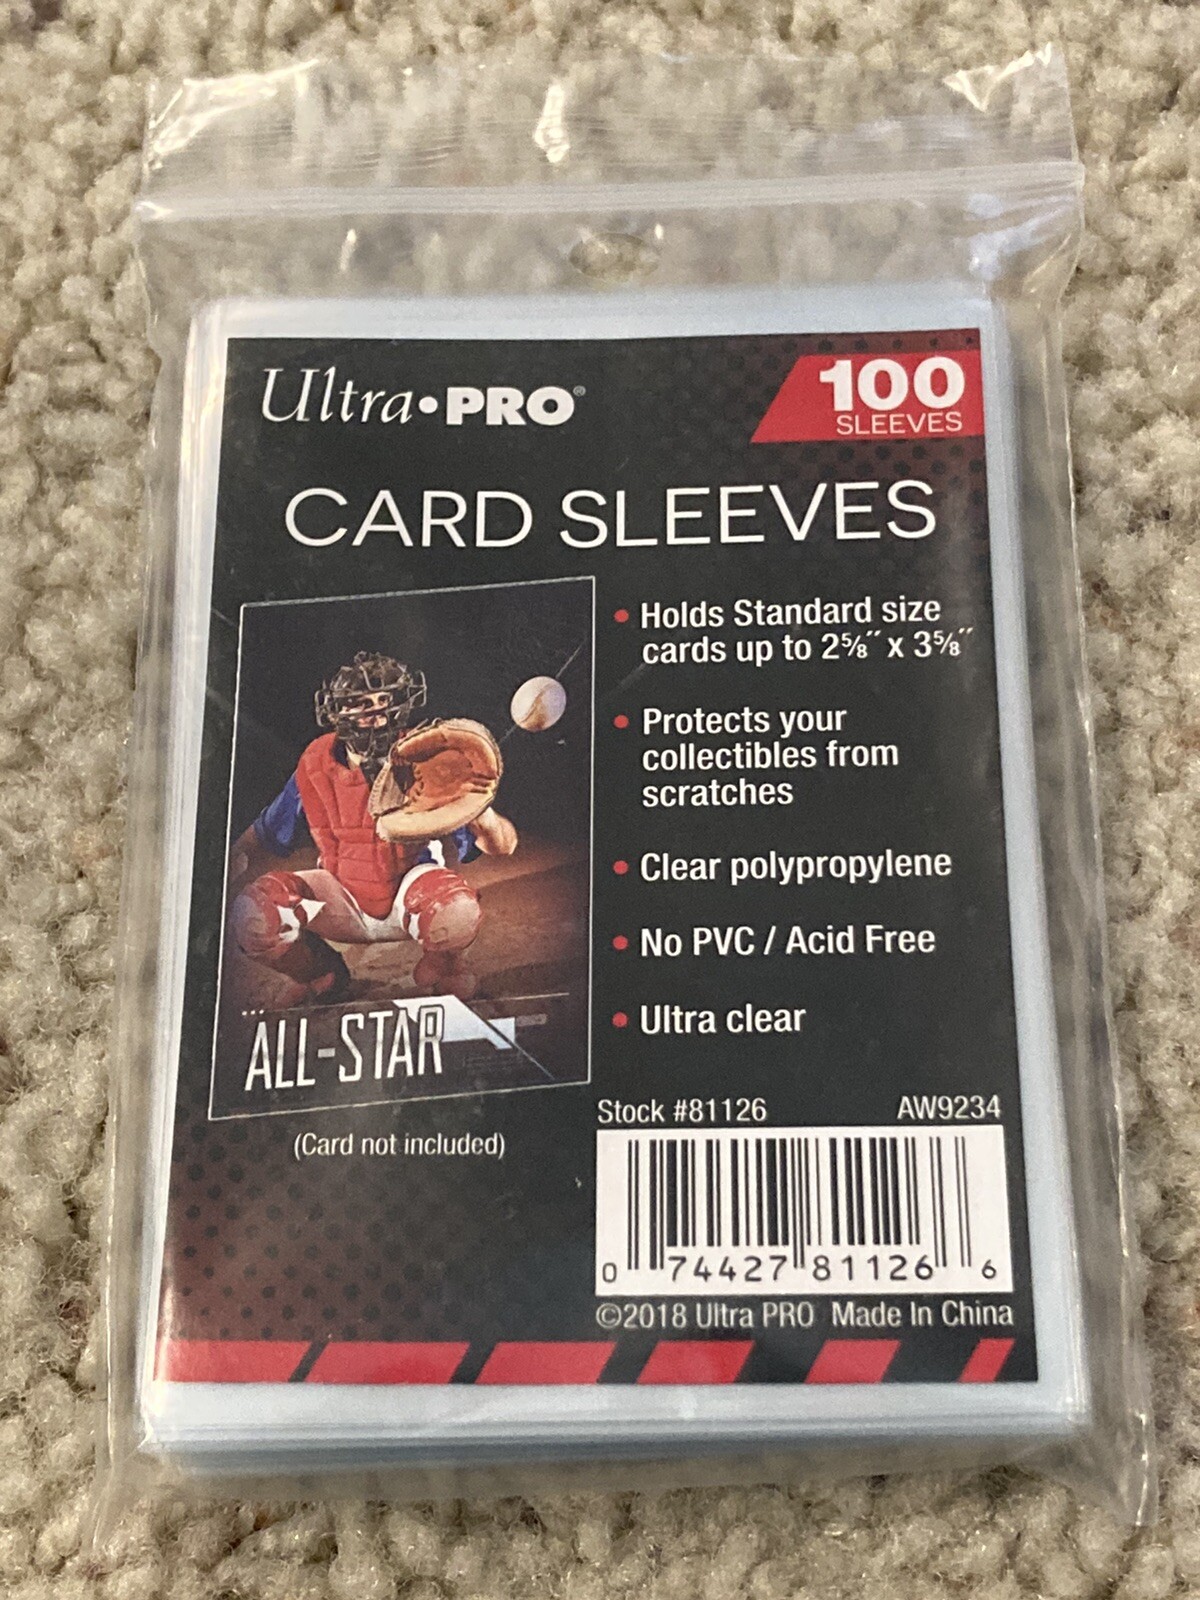 Ultra•PRO®
100
SLEEVES
CARD SLEEVES
• Holds Standard size
cards up to 2⅝˝ x 3⅝˝
• Protects your
collectibles from
scratches
• Clear polypropylene
• No PVC / Acid Free
• Ultra clear
... ALL-STAR
(Card not included)
Stock #81126 AW9234
0 74427 81126 6
©2018 Ultra PRO Made In China